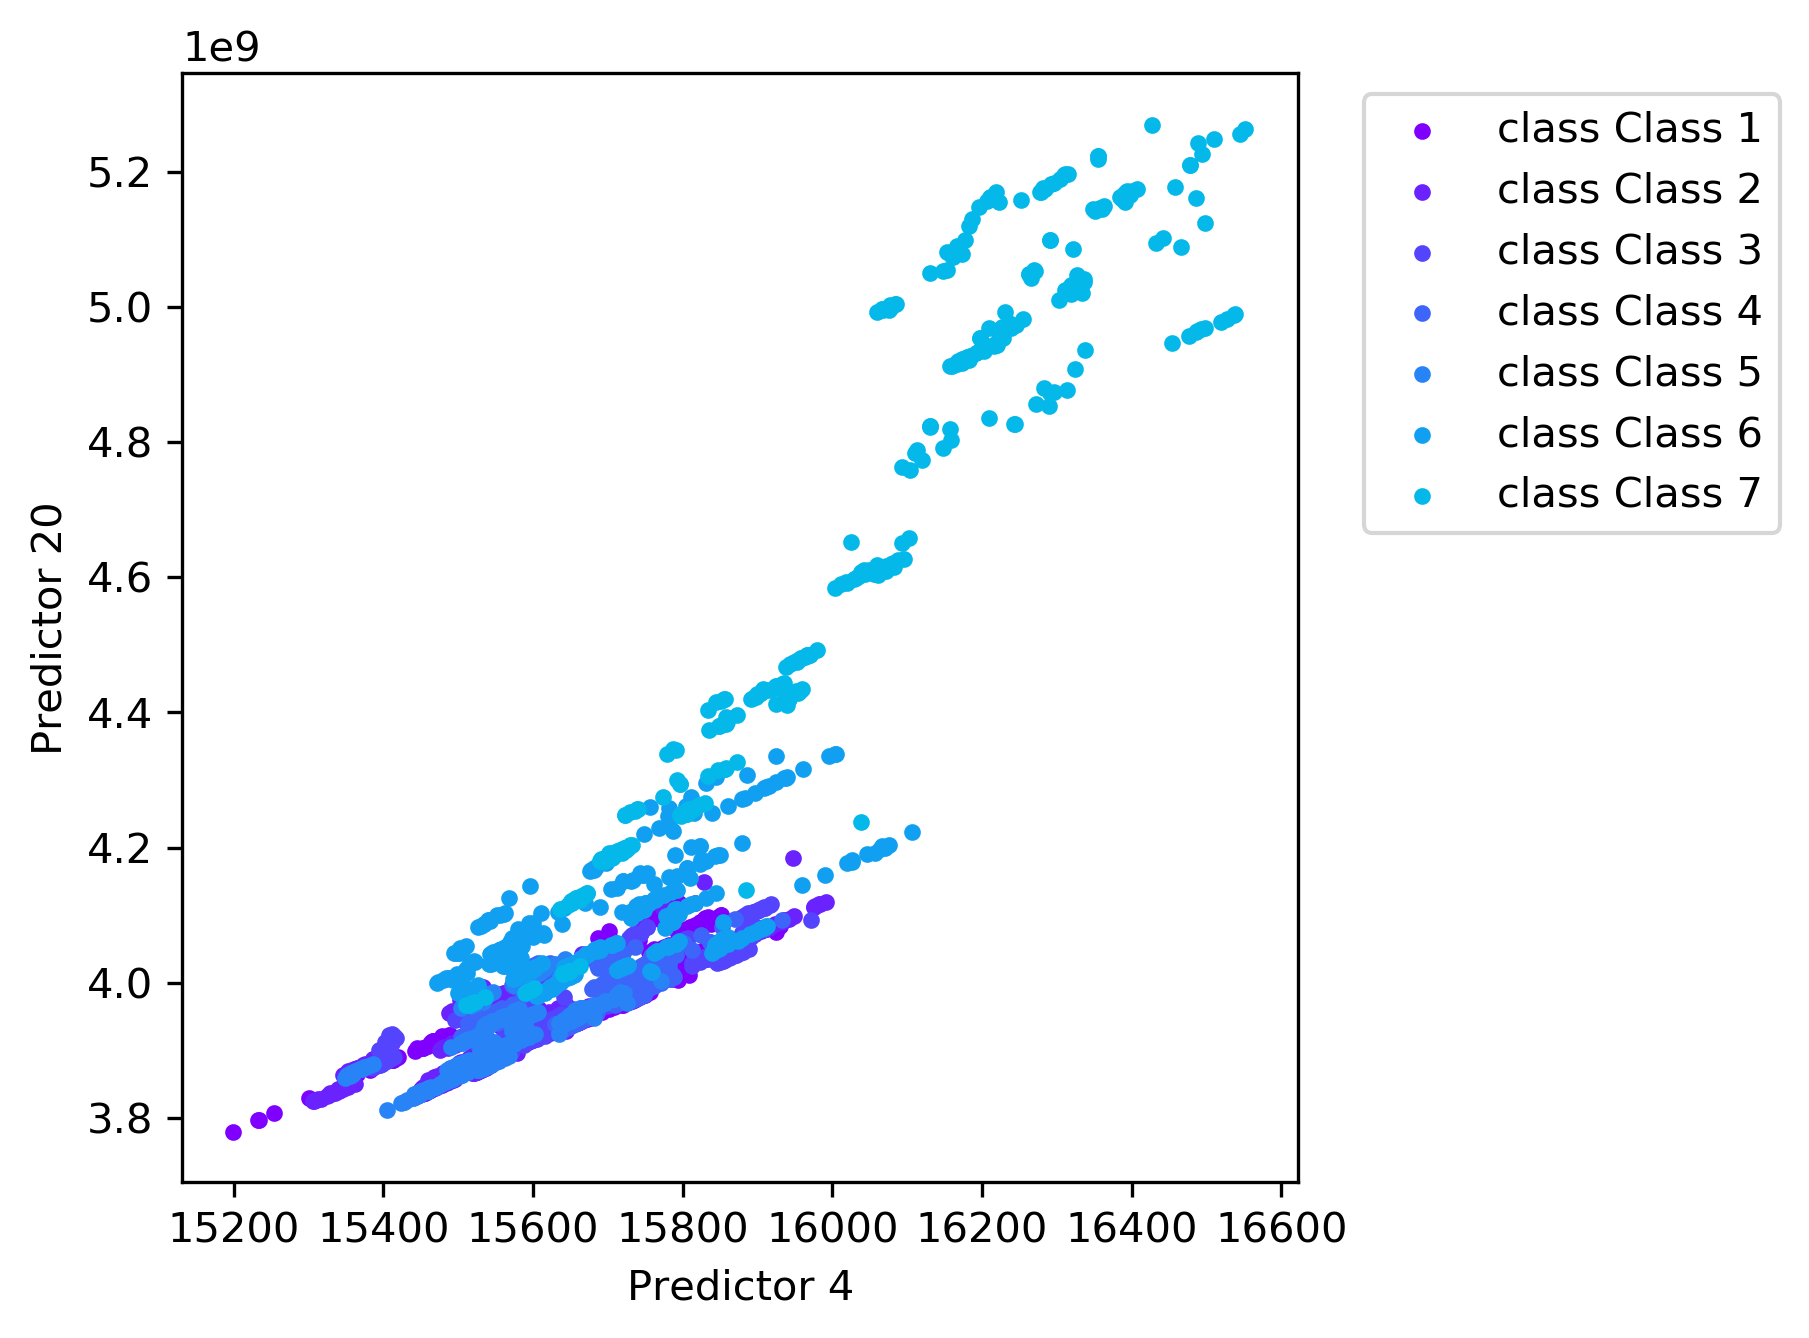 1e9
5.2
5.0
4.8
4.6
4.4
4.2
4.0
3.8
Predictor 20
15200 15400 15600 15800 16000 16200 16400 16600
Predictor 4
class Class 1
class Class 2
class Class 3
class Class 4
class Class 5
class Class 6
class Class 7